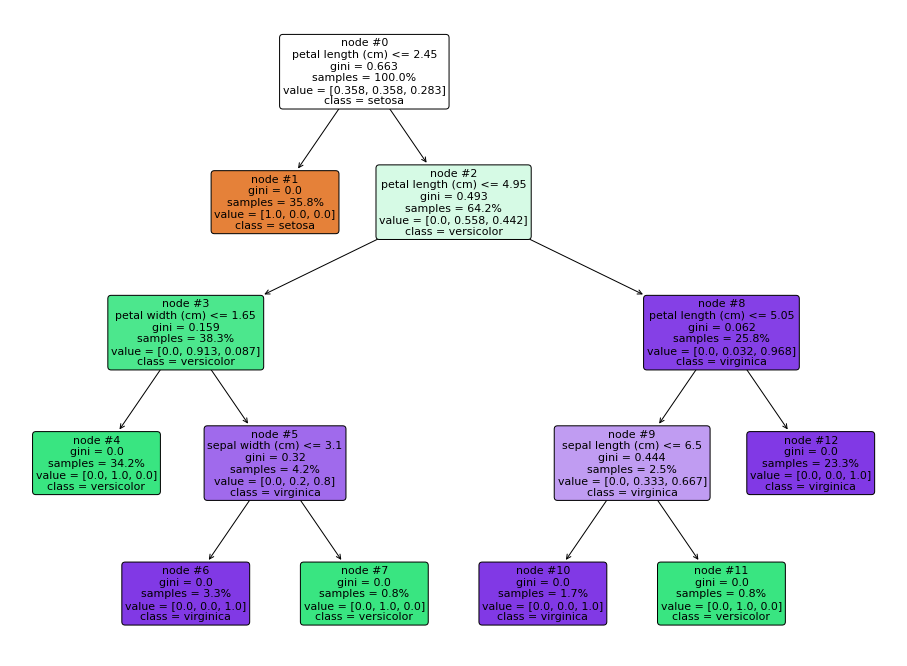 node #0
petal length (cm) <= 2.45
gini = 0.663
samples = 100.0%
value = [0.358, 0.358, 0.283]
class = setosa
node #1
gini = 0.0
samples = 35.8%
value = [1.0, 0.0, 0.0]
class = setosa
node #2
petal length (cm) <= 4.95
gini = 0.493
samples = 64.2%
value = [0.0, 0.558, 0.442]
class = versicolor
node #3
petal width (cm) <= 1.65
gini = 0.159
samples = 38.3%
value = [0.0, 0.913, 0.087]
class = versicolor
node #8
petal length (cm) <= 5.05
gini = 0.062
samples = 25.8%
value = [0.0, 0.032, 0.968]
class = virginica
node #4
gini = 0.0
samples = 34.2%
value = [0.0, 1.0, 0.0]
class = versicolor
node #5
sepal width (cm) <= 3.1
gini = 0.32
samples = 4.2%
value = [0.0, 0.2, 0.8]
class = virginica
node #9
sepal length (cm) <= 6.5
gini = 0.444
samples = 2.5%
value = [0.0, 0.333, 0.667]
class = virginica
node #12
gini = 0.0
samples = 23.3%
value = [0.0, 0.0, 1.0]
class = virginica
node #6
gini = 0.0
samples = 3.3%
value = [0.0, 0.0, 1.0]
class = virginica
node #7
gini = 0.0
samples = 0.8%
value = [0.0, 1.0, 0.0]
class = versicolor
node #10
gini = 0.0
samples = 1.7%
value = [0.0, 0.0, 1.0]
class = virginica
node #11
gini = 0.0
samples = 0.8%
value = [0.0, 1.0, 0.0]
class = versicolor